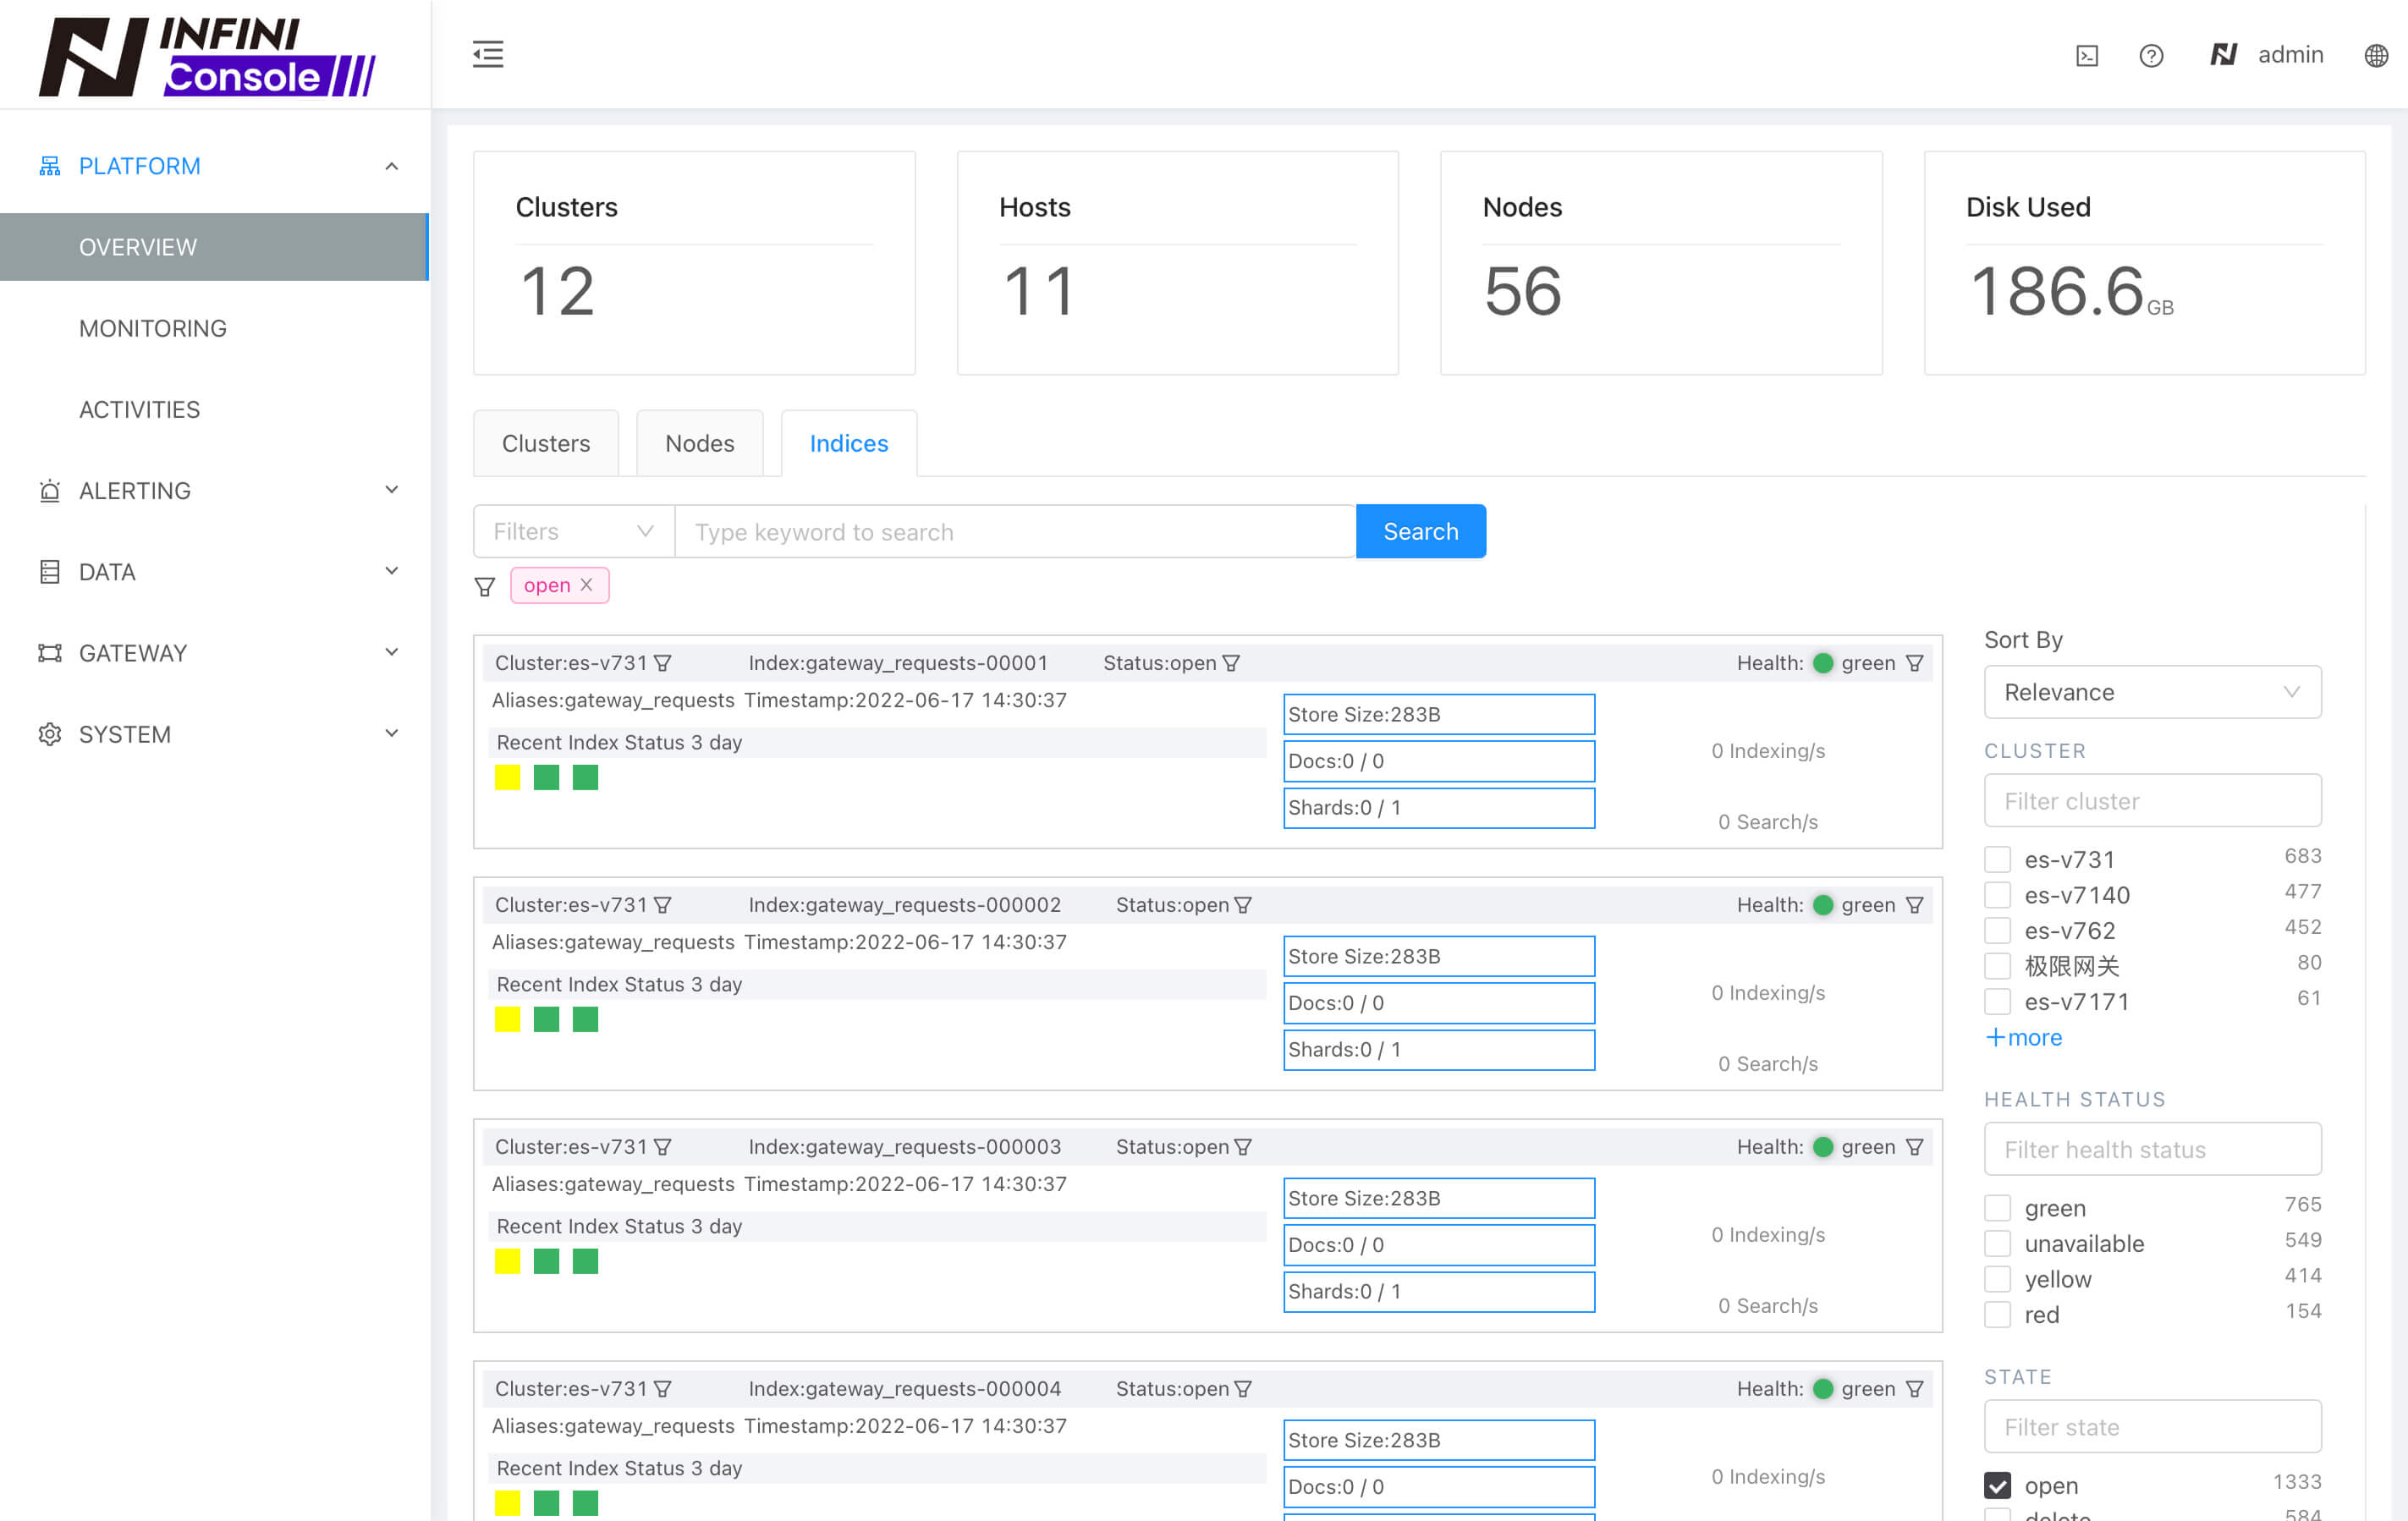 INFINI
Console
admin
PLATFORM
OVERVIEW
MONITORING
ACTIVITIES
ALERTING
DATA
GATEWAY
SYSTEM
Clusters
12
Hosts
11
Nodes
56
Disk Used
186.6GB
Clusters Nodes Indices
Filters Type keyword to search Search
open
Cluster:es-v731 Index:gateway_requests-00001 Status:open Health: green
Aliases:gateway_requests Timestamp:2022-06-17 14:30:37
Recent Index Status 3 day
Store Size:283B
Docs:0 / 0
Shards:0 / 1
0 Indexing/s
0 Search/s
Cluster:es-v731 Index:gateway_requests-000002 Status:open Health: green
Aliases:gateway_requests Timestamp:2022-06-17 14:30:37
Recent Index Status 3 day
Store Size:283B
Docs:0 / 0
Shards:0 / 1
0 Indexing/s
0 Search/s
Cluster:es-v731 Index:gateway_requests-000003 Status:open Health: green
Aliases:gateway_requests Timestamp:2022-06-17 14:30:37
Recent Index Status 3 day
Store Size:283B
Docs:0 / 0
Shards:0 / 1
0 Indexing/s
0 Search/s
Cluster:es-v731 Index:gateway_requests-000004 Status:open Health: green
Aliases:gateway_requests Timestamp:2022-06-17 14:30:37
Recent Index Status 3 day
Store Size:283B
Docs:0 / 0
0 Indexing/s
Sort By
Relevance
CLUSTER
Filter cluster
es-v731 683
es-v7140 477
es-v762 452
极限网关 80
es-v7171 61
+more
HEALTH STATUS
Filter health status
green 765
unavailable 549
yellow 414
red 154
STATE
Filter state
open 1333
delete 584